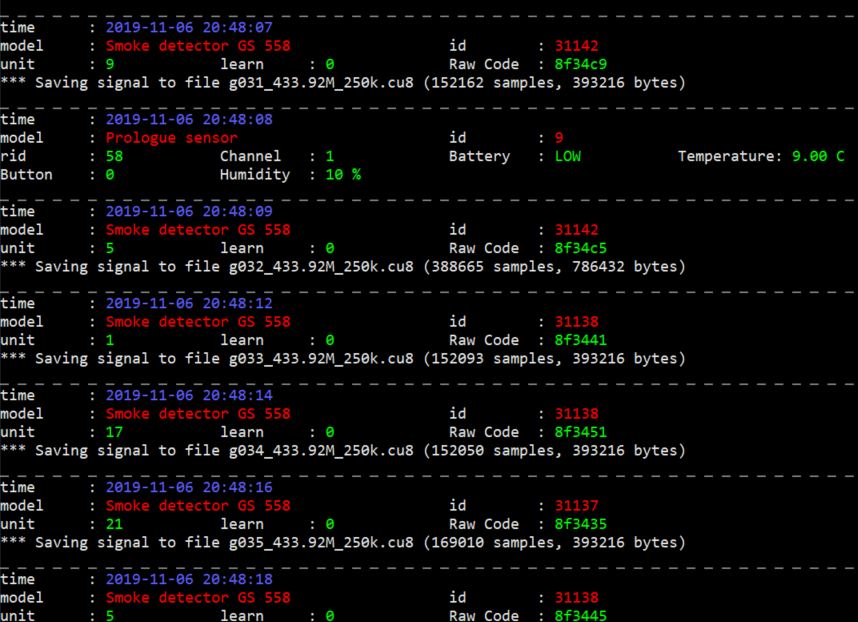 time : 2019-11-06 20:48:07
model : Smoke detector GS 558 id : 31142
unit : 9 learn : 0 Raw Code : 8f34c9
*** Saving signal to file g031_433.92M_250k.cu8 (152162 samples, 393216 bytes)
_ _ _ _ _ _ _ _ _ _ _ _ _ _ _ _ _ _ _ _ _ _ _ _ _ _ _ _ _ _ _ _ _ _ _ _ _ _ _ _ _ _ _ _ _ _ _ _ _
time : 2019-11-06 20:48:08
model : Prologue sensor id : 9
rid : 58 Channel : 1 Battery : LOW Temperature: 9.00 C
Button : 0 Humidity : 10 %
_ _ _ _ _ _ _ _ _ _ _ _ _ _ _ _ _ _ _ _ _ _ _ _ _ _ _ _ _ _ _ _ _ _ _ _ _ _ _ _ _ _ _ _ _ _ _ _ _
time : 2019-11-06 20:48:09
model : Smoke detector GS 558 id : 31142
unit : 5 learn : 0 Raw Code : 8f34c5
*** Saving signal to file g032_433.92M_250k.cu8 (388665 samples, 786432 bytes)
_ _ _ _ _ _ _ _ _ _ _ _ _ _ _ _ _ _ _ _ _ _ _ _ _ _ _ _ _ _ _ _ _ _ _ _ _ _ _ _ _ _ _ _ _ _ _ _ _
time : 2019-11-06 20:48:12
model : Smoke detector GS 558 id : 31138
unit : 1 learn : 0 Raw Code : 8f3441
*** Saving signal to file g033_433.92M_250k.cu8 (152093 samples, 393216 bytes)
_ _ _ _ _ _ _ _ _ _ _ _ _ _ _ _ _ _ _ _ _ _ _ _ _ _ _ _ _ _ _ _ _ _ _ _ _ _ _ _ _ _ _ _ _ _ _ _ _
time : 2019-11-06 20:48:14
model : Smoke detector GS 558 id : 31138
unit : 17 learn : 0 Raw Code : 8f3451
*** Saving signal to file g034_433.92M_250k.cu8 (152050 samples, 393216 bytes)
_ _ _ _ _ _ _ _ _ _ _ _ _ _ _ _ _ _ _ _ _ _ _ _ _ _ _ _ _ _ _ _ _ _ _ _ _ _ _ _ _ _ _ _ _ _ _ _ _
time : 2019-11-06 20:48:16
model : Smoke detector GS 558 id : 31137
unit : 21 learn : 0 Raw Code : 8f3435
*** Saving signal to file g035_433.92M_250k.cu8 (169010 samples, 393216 bytes)
_ _ _ _ _ _ _ _ _ _ _ _ _ _ _ _ _ _ _ _ _ _ _ _ _ _ _ _ _ _ _ _ _ _ _ _ _ _ _ _ _ _ _ _ _ _ _ _ _
time : 2019-11-06 20:48:18
model : Smoke detector GS 558 id : 31138
unit : 5 learn : 0 Raw Code : 8f3445